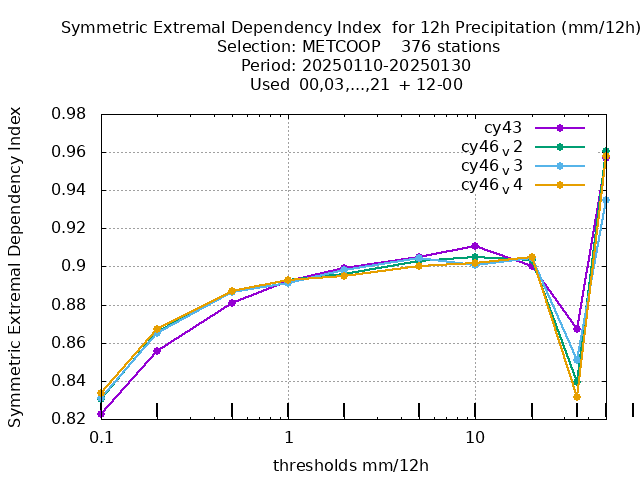 Symmetric Extremal Dependency Index  for 12h Precipitation (mm/12h)
Selection: METCOOP    376 stations
Period: 20250110-20250130
Used  00,03,...,21  + 12-00
Symmetric Extremal Dependency Index
0.98
0.96
0.94
0.92
0.9
0.88
0.86
0.84
0.82
cy43
cy46v2
cy46v3
cy46v4
0.1
1
10
thresholds mm/12h